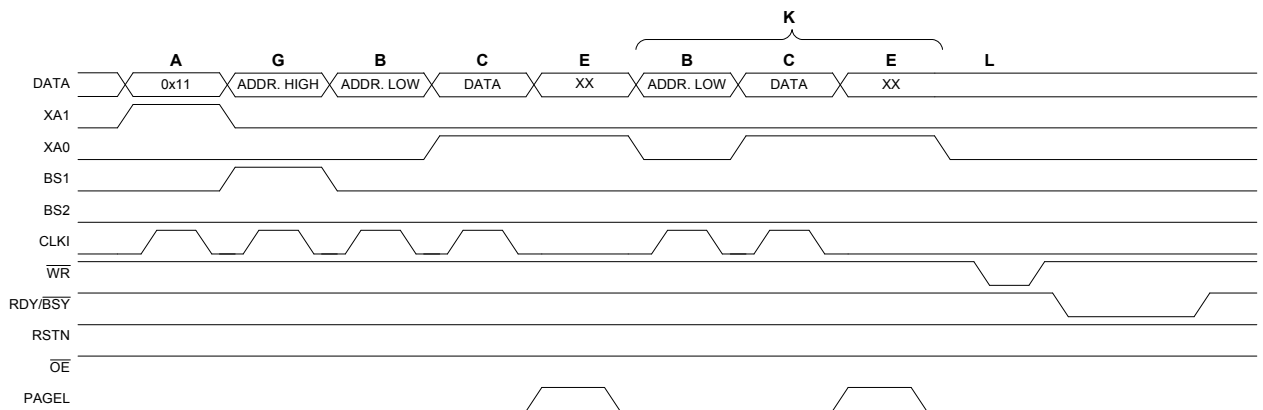 K
A G B C E B C E L
DATA 0x11 ADDR. HIGH ADDR. LOW DATA XX ADDR. LOW DATA XX
XA1
XA0
BS1
BS2
CLKI
WR
RDY/BSY
RSTN
OE
PAGEL